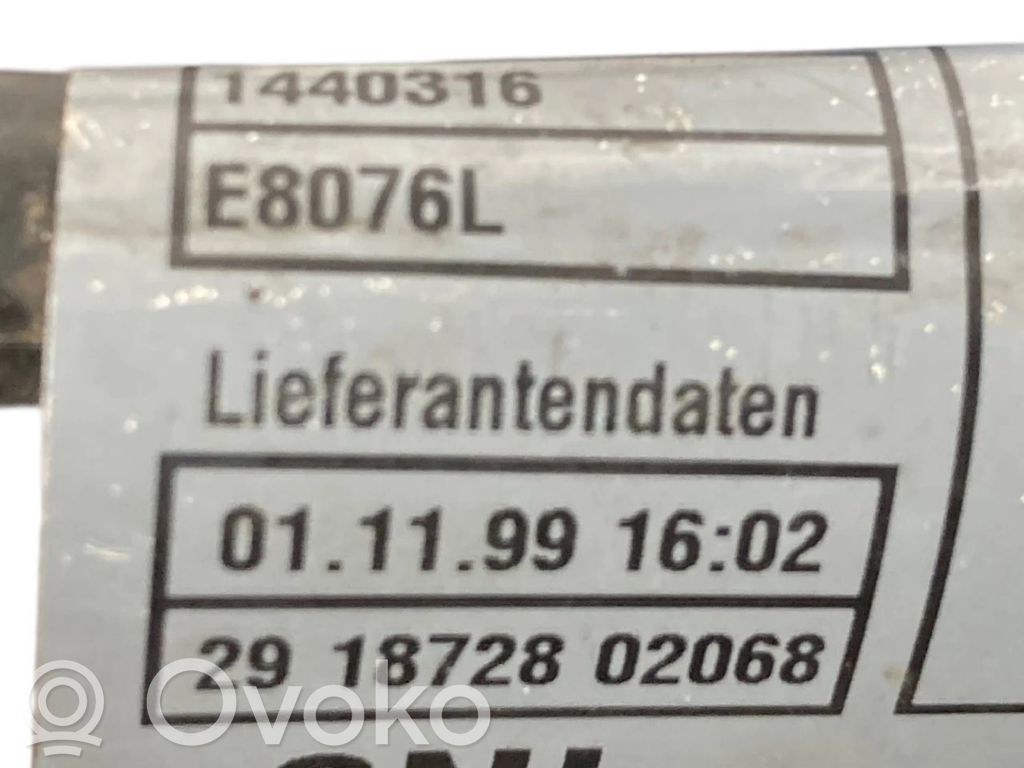 1440316
E8076L
Lieferantendaten
01.11.99 16:02
29 18728 02068
Ovoko